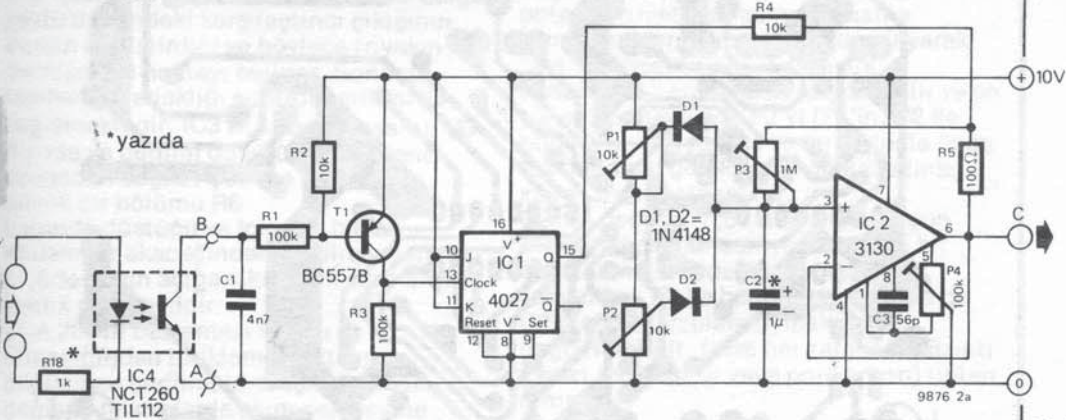 R4
10k
+
10V
*yazıda
R2
10k
P1
10k
D1
P3
1M
R5
100Ω
B
R1
100k
T1
BC557B
16
V+
IC1
4027
10
J
13
Clock
11
K
15
Q
Q̅
Reset
V−
Set
12
8
9
D1, D2=
1N4148
D2
P2
10k
3
+
7
IC 2
3130
6
2
−
4
1
8
5
P4
100k
C
C1
4n7
R3
100k
C2
*
+
−
1µ
C3
56p
R18
1k
*
IC4
NCT260
TIL112
A
0
9876 2a